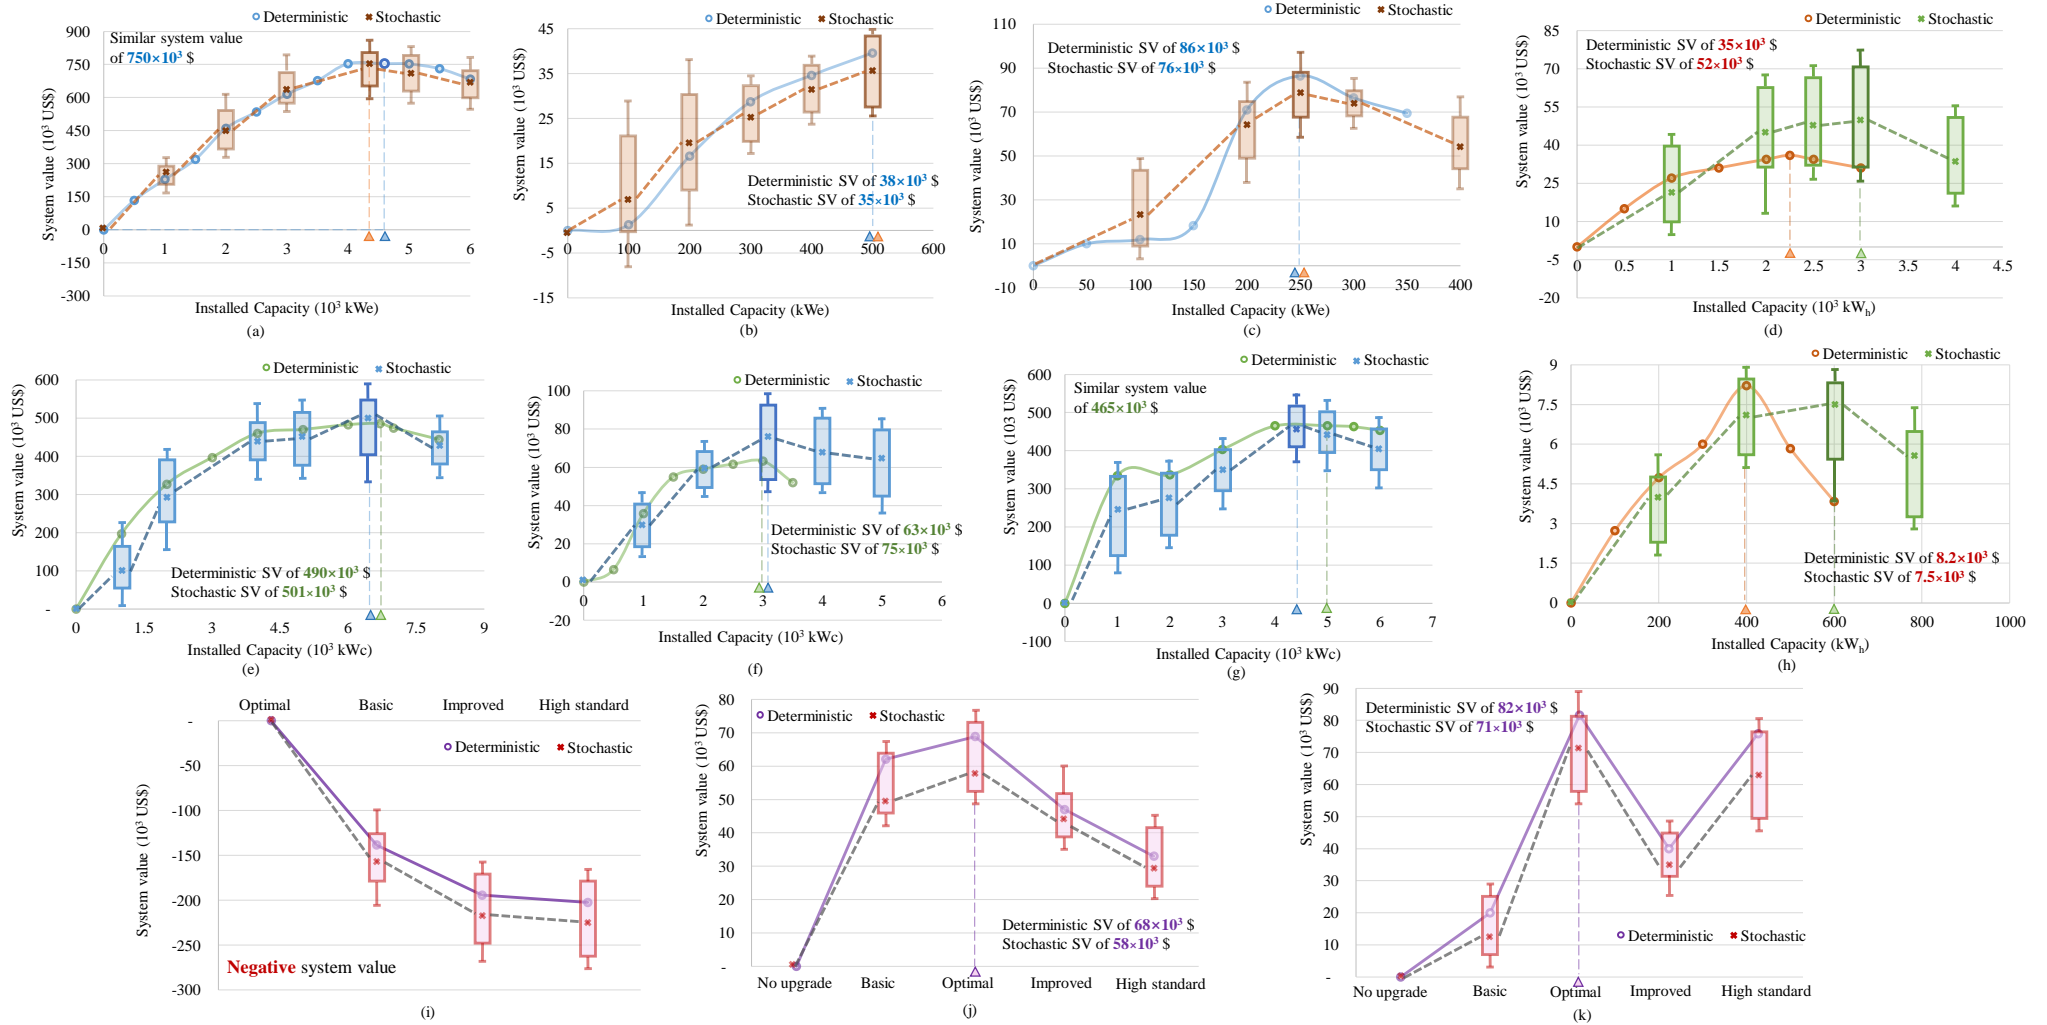 Deterministic Stochastic
Similar system value
of 750×10³ $
System value (10³ US$)
900
750
600
450
300
150
0
-150
-300
0 1 2 3 4 5 6
Installed Capacity (10³ kWe)
(a)
Deterministic Stochastic
System value (10³ US$)
45
35
25
15
5
-5
-15
Deterministic SV of 38×10³ $
Stochastic SV of 35×10³ $
0 100 200 300 400 500 600
Installed Capacity (kWe)
(b)
Deterministic Stochastic
Deterministic SV of 86×10³ $
Stochastic SV of 76×10³ $
System value (10³ US$)
110
90
70
50
30
10
-10
0 50 100 150 200 250 300 350 400
Installed Capacity (kWe)
(c)
Deterministic Stochastic
Deterministic SV of 35×10³ $
Stochastic SV of 52×10³ $
System value (10³ US$)
85
70
55
40
25
10
-5
-20
0 0.5 1 1.5 2 2.5 3 3.5 4 4.5
Installed Capacity (10³ kWₕ)
(d)
Deterministic Stochastic
System value (10³ US$)
600
500
400
300
200
100
-
Deterministic SV of 490×10³ $
Stochastic SV of 501×10³ $
0 1.5 3 4.5 6 7.5 9
Installed Capacity (10³ kWc)
(e)
Deterministic Stochastic
System value (10³ US$)
100
80
60
40
20
0
-20
Deterministic SV of 63×10³ $
Stochastic SV of 75×10³ $
0 1 2 3 4 5 6
Installed Capacity (10³ kWc)
(f)
Deterministic Stochastic
Similar system value
of 465×10³ $
System value (103 US$)
600
500
400
300
200
100
0
-100
0 1 2 3 4 5 6 7
Installed Capacity (10³ kWc)
(g)
Deterministic Stochastic
System value (10³ US$)
9
7.5
6
4.5
3
1.5
0
Deterministic SV of 8.2×10³ $
Stochastic SV of 7.5×10³ $
0 200 400 600 800 1000
Installed Capacity (kWₕ)
(h)
Optimal Basic Improved High standard
Deterministic Stochastic
System value (10³ US$)
-
-50
-100
-150
-200
-250
-300
Negative system value
(i)
Deterministic Stochastic
System value (10³ US$)
80
70
60
50
40
30
20
10
-
Deterministic SV of 68×10³ $
Stochastic SV of 58×10³ $
No upgrade Basic Optimal Improved High standard
(j)
Deterministic SV of 82×10³ $
Stochastic SV of 71×10³ $
System value (10³ US$)
90
80
70
60
50
40
30
20
10
-
Deterministic Stochastic
No upgrade Basic Optimal Improved High standard
(k)